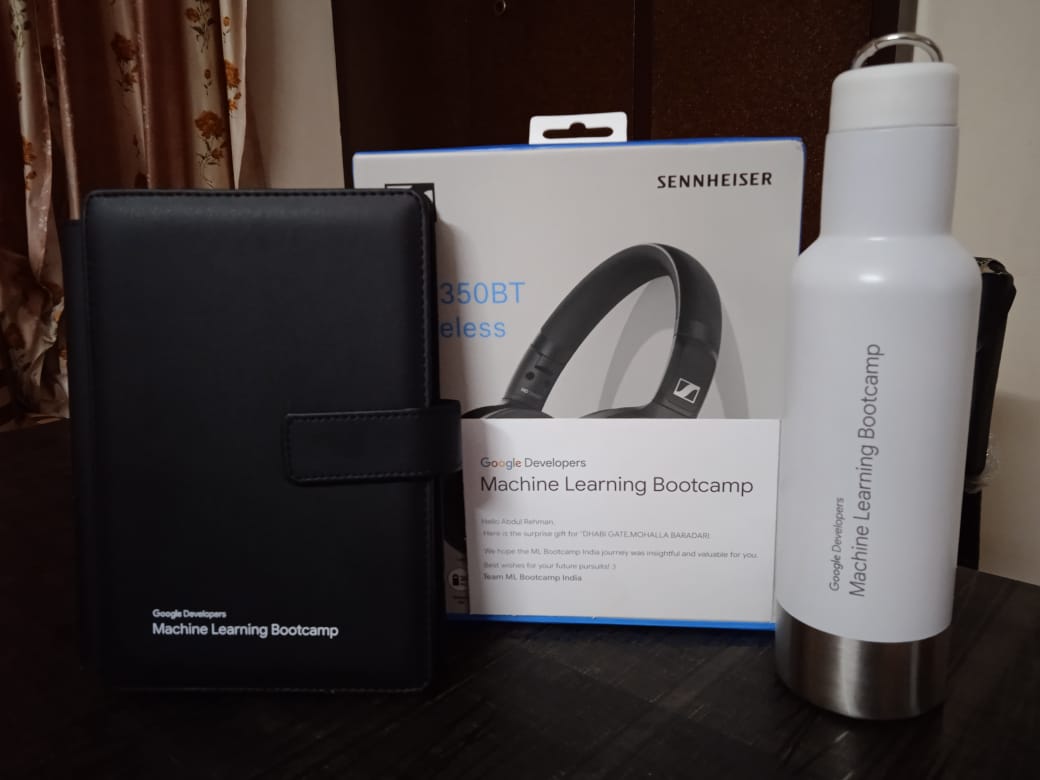 Google Developers
Machine Learning Bootcamp
SENNHEISER
350BT
eless
Google Developers
Machine Learning Bootcamp
Hello Abdul Rehman,
Here is the surprise gift for 'DHABI GATE,MOHALLA BARADARI
We hope the ML Bootcamp India journey was insightful and valuable for you.
Best wishes for your future pursuits! :)
Team ML Bootcamp India
Google Developers
Machine Learning Bootcamp